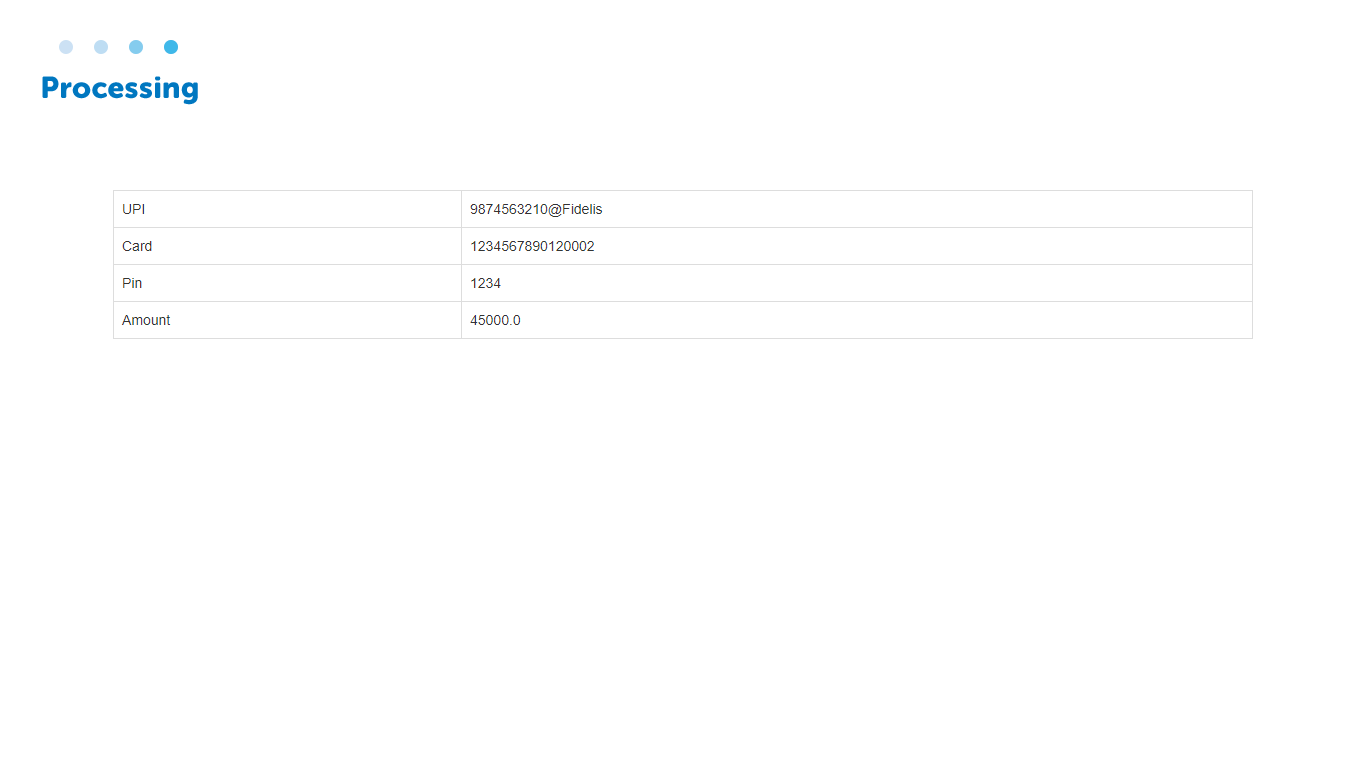 Processing
UPI 9874563210@Fidelis
Card 1234567890120002
Pin 1234
Amount 45000.0